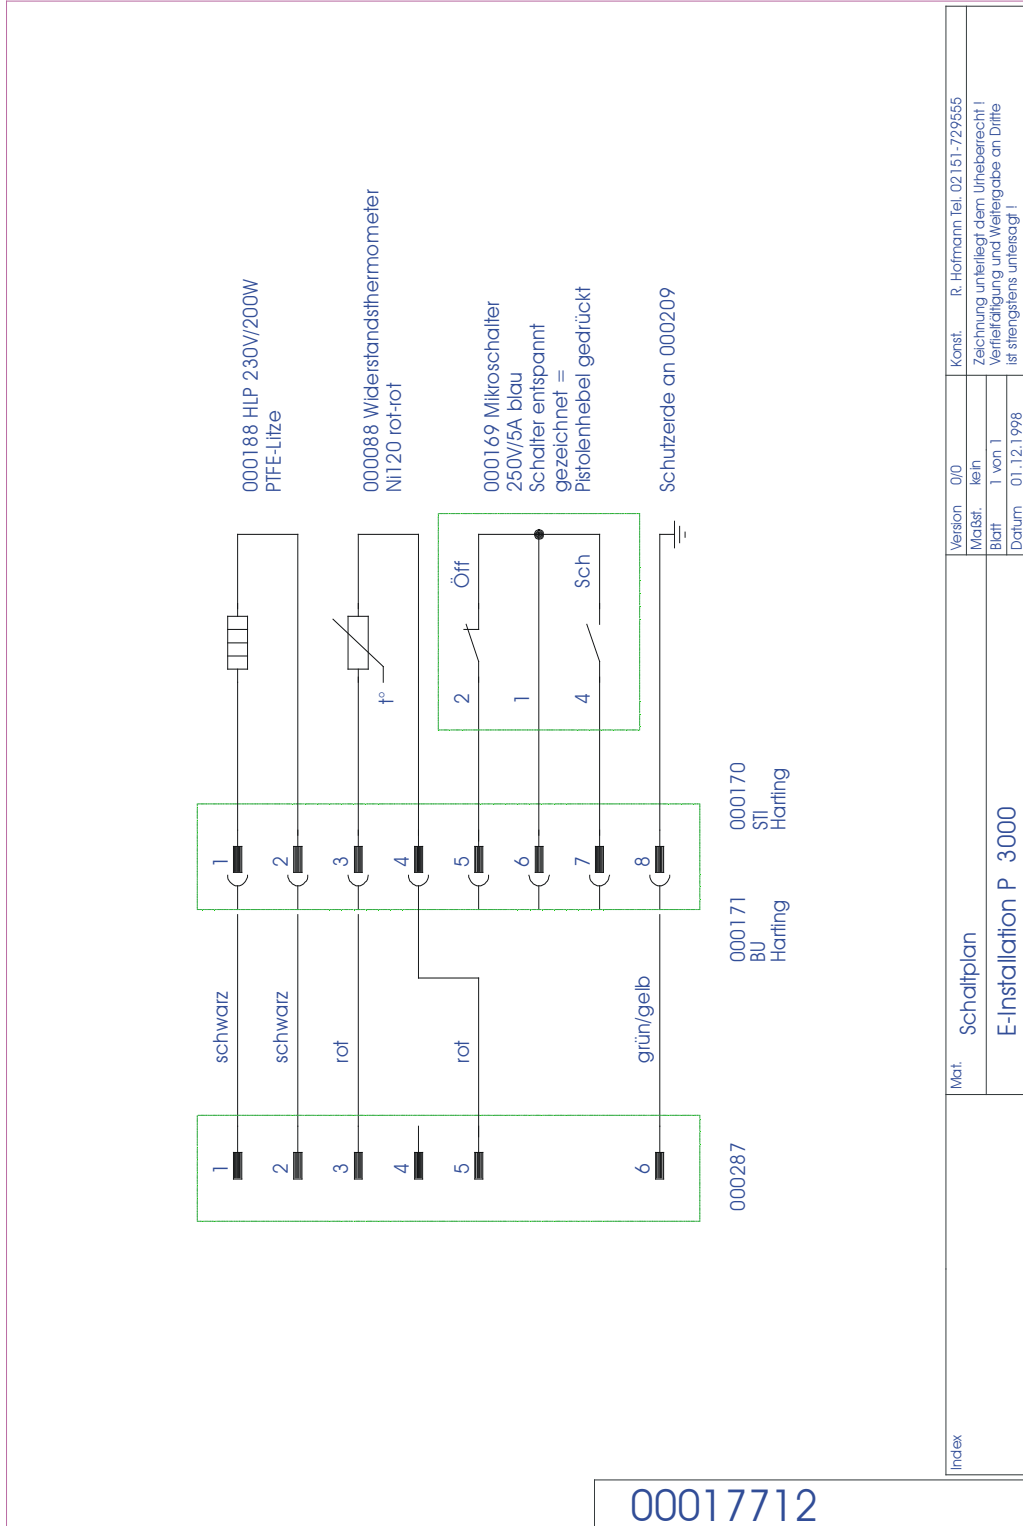 000188 HLP 230V/200W
PTFE-Litze
000088 Widerstandsthermometer
Ni120 rot-rot
000169 Mikroschalter
250V/5A blau
Schalter entspannt
gezeichnet =
Pistolenhebel gedrückt
Schutzerde an 000209
t°
Öff
Sch
2
1
4
1
2
3
4
5
6
7
8
000170
STI
Harting
000171
BU
Harting
schwarz
schwarz
rot
rot
grün/gelb
1
2
3
4
5
6
000287
Index
Mat.
Schaltplan
E-Installation P 3000
Version 0/0
Maßst. kein
Blatt 1 von 1
Datum 01.12.1998
Konst. R. Hofmann Tel. 02151-729555
Zeichnung unterliegt dem Urheberrecht !
Verfielfältigung und Weitergabe an Dritte
ist strengstens untersagt !
00017712